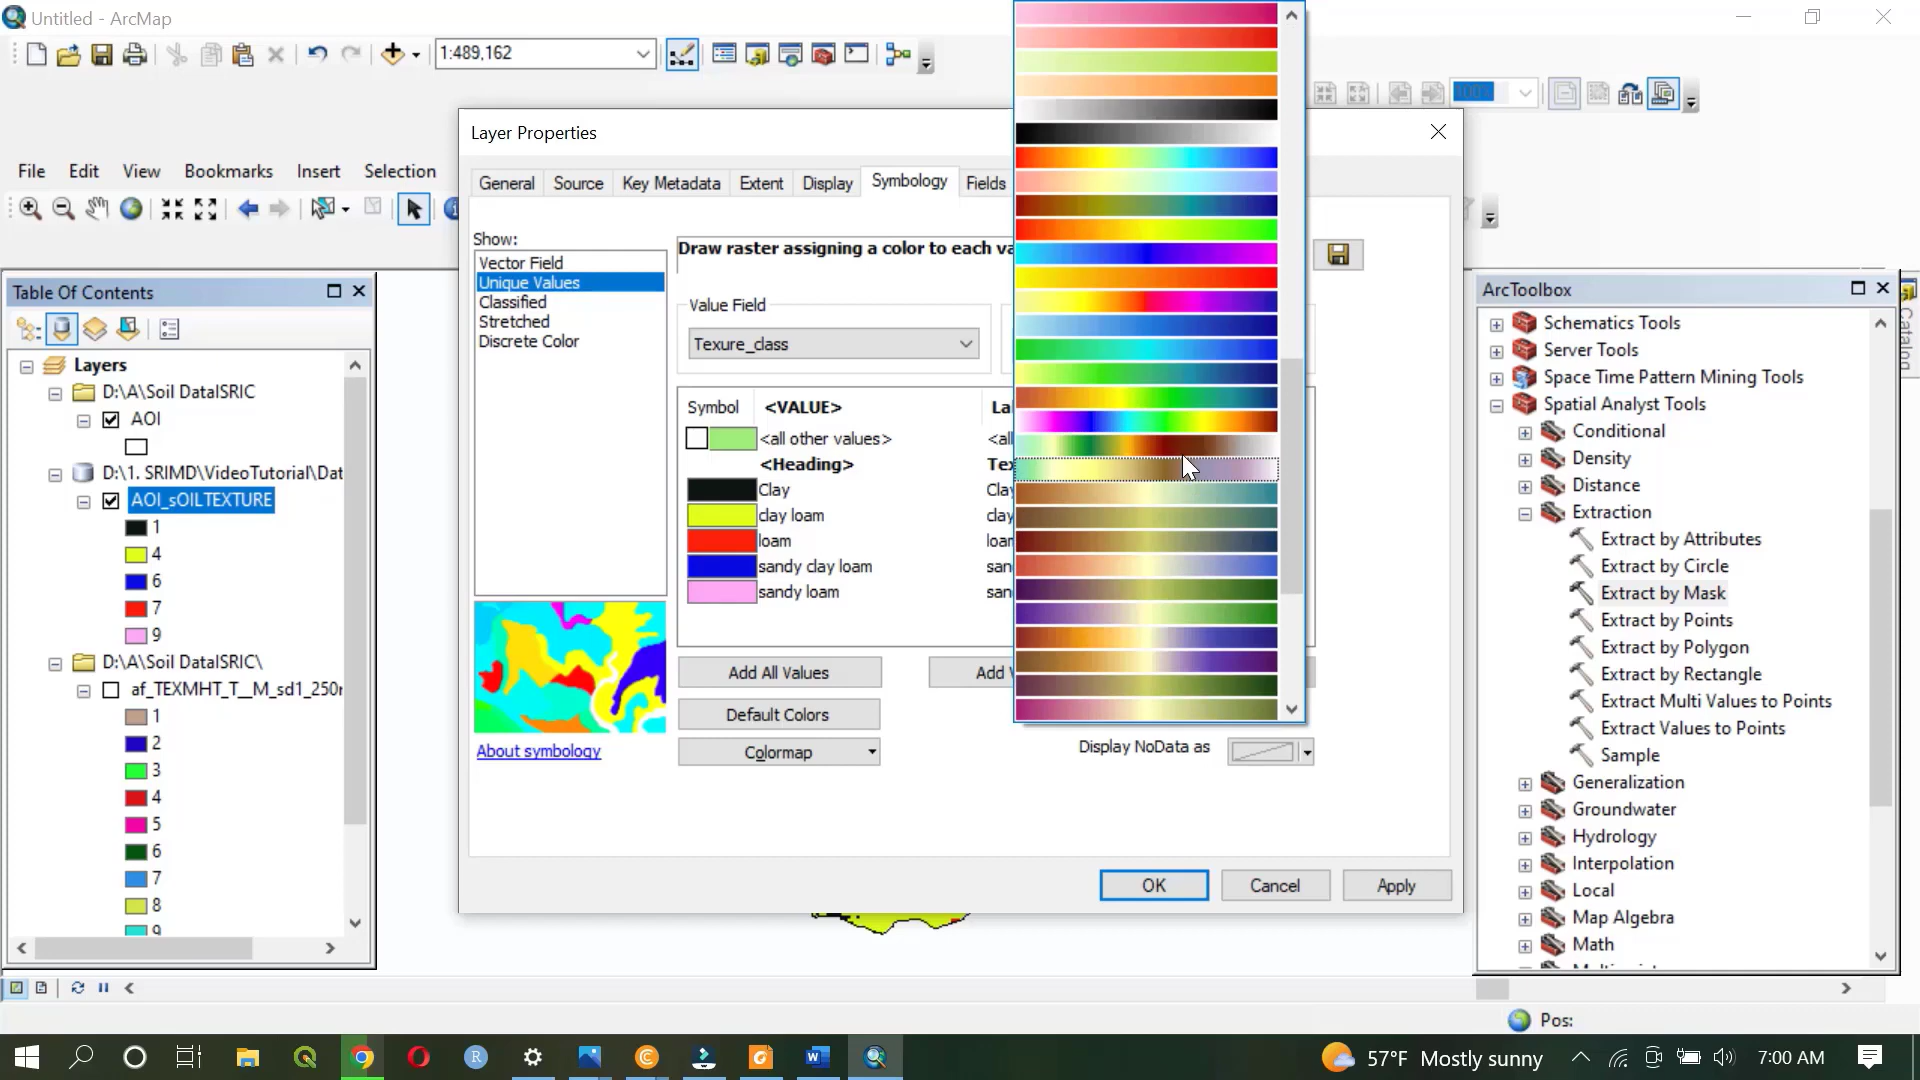 Untitled - ArcMap
1:489,162
100%
File Edit View Bookmarks Insert Selection
Layer Properties
General Source Key Metadata Extent Display Symbology Fields
Show:
Vector Field
Unique Values
Classified
Stretched
Discrete Color
About symbology
Draw raster assigning a color to each va
Value Field
Texure_class
Symbol <VALUE> La
<all other values> <all
<Heading> Tex
Clay Clay
clay loam clay
loam loan
sandy clay loam san
sandy loam san
Add All Values Add V
Default Colors
Colormap
Display NoData as
OK Cancel Apply
Table Of Contents
Layers
D:\A\Soil DataISRIC
AOI
D:\1. SRIMD\VideoTutorial\Dat
AOI_sOILTEXTURE
1
4
6
7
9
D:\A\Soil DataISRIC\
af_TEXMHT_T__M_sd1_250r
1
2
3
4
5
6
7
8
9
ArcToolbox
Catalog
Schematics Tools
Server Tools
Space Time Pattern Mining Tools
Spatial Analyst Tools
Conditional
Density
Distance
Extraction
Extract by Attributes
Extract by Circle
Extract by Mask
Extract by Points
Extract by Polygon
Extract by Rectangle
Extract Multi Values to Points
Extract Values to Points
Sample
Generalization
Groundwater
Hydrology
Interpolation
Local
Map Algebra
Math
Pos:
57°F Mostly sunny 7:00 AM